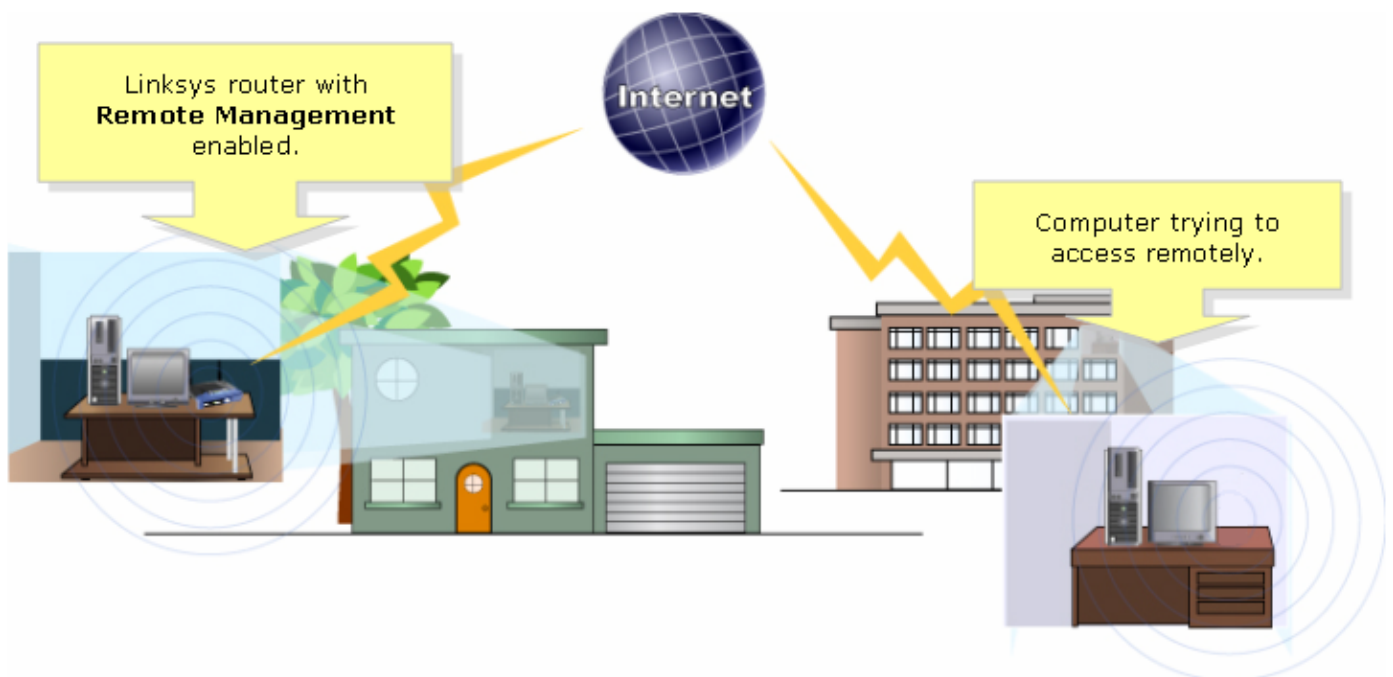 Linksys router with
Remote Management
enabled.
Internet
Computer trying to
access remotely.